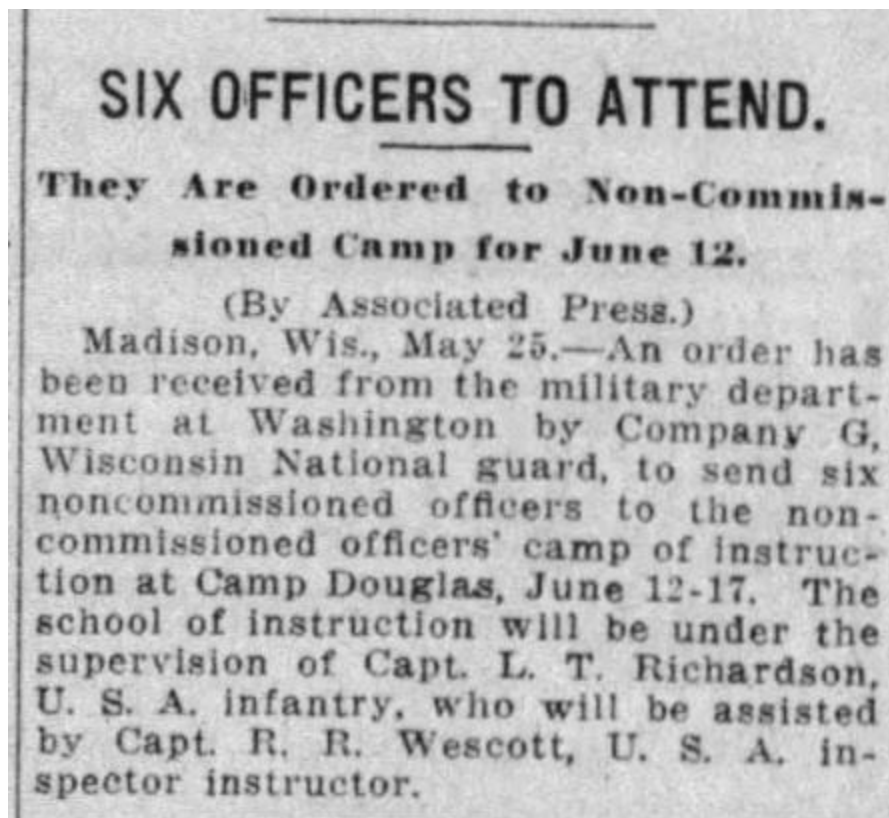 SIX OFFICERS TO ATTEND.
They Are Ordered to Non-Commis-
sioned Camp for June 12.
(By Associated Press.)
Madison, Wis., May 25.—An order has
been received from the military depart-
ment at Washington by Company G,
Wisconsin National guard, to send six
noncommissioned officers to the non-
commissioned officers' camp of instruc-
tion at Camp Douglas, June 12-17. The
school of instruction will be under the
supervision of Capt. L. T. Richardson,
U. S. A. infantry, who will be assisted
by Capt. R. R. Wescott, U. S. A. in-
spector instructor.